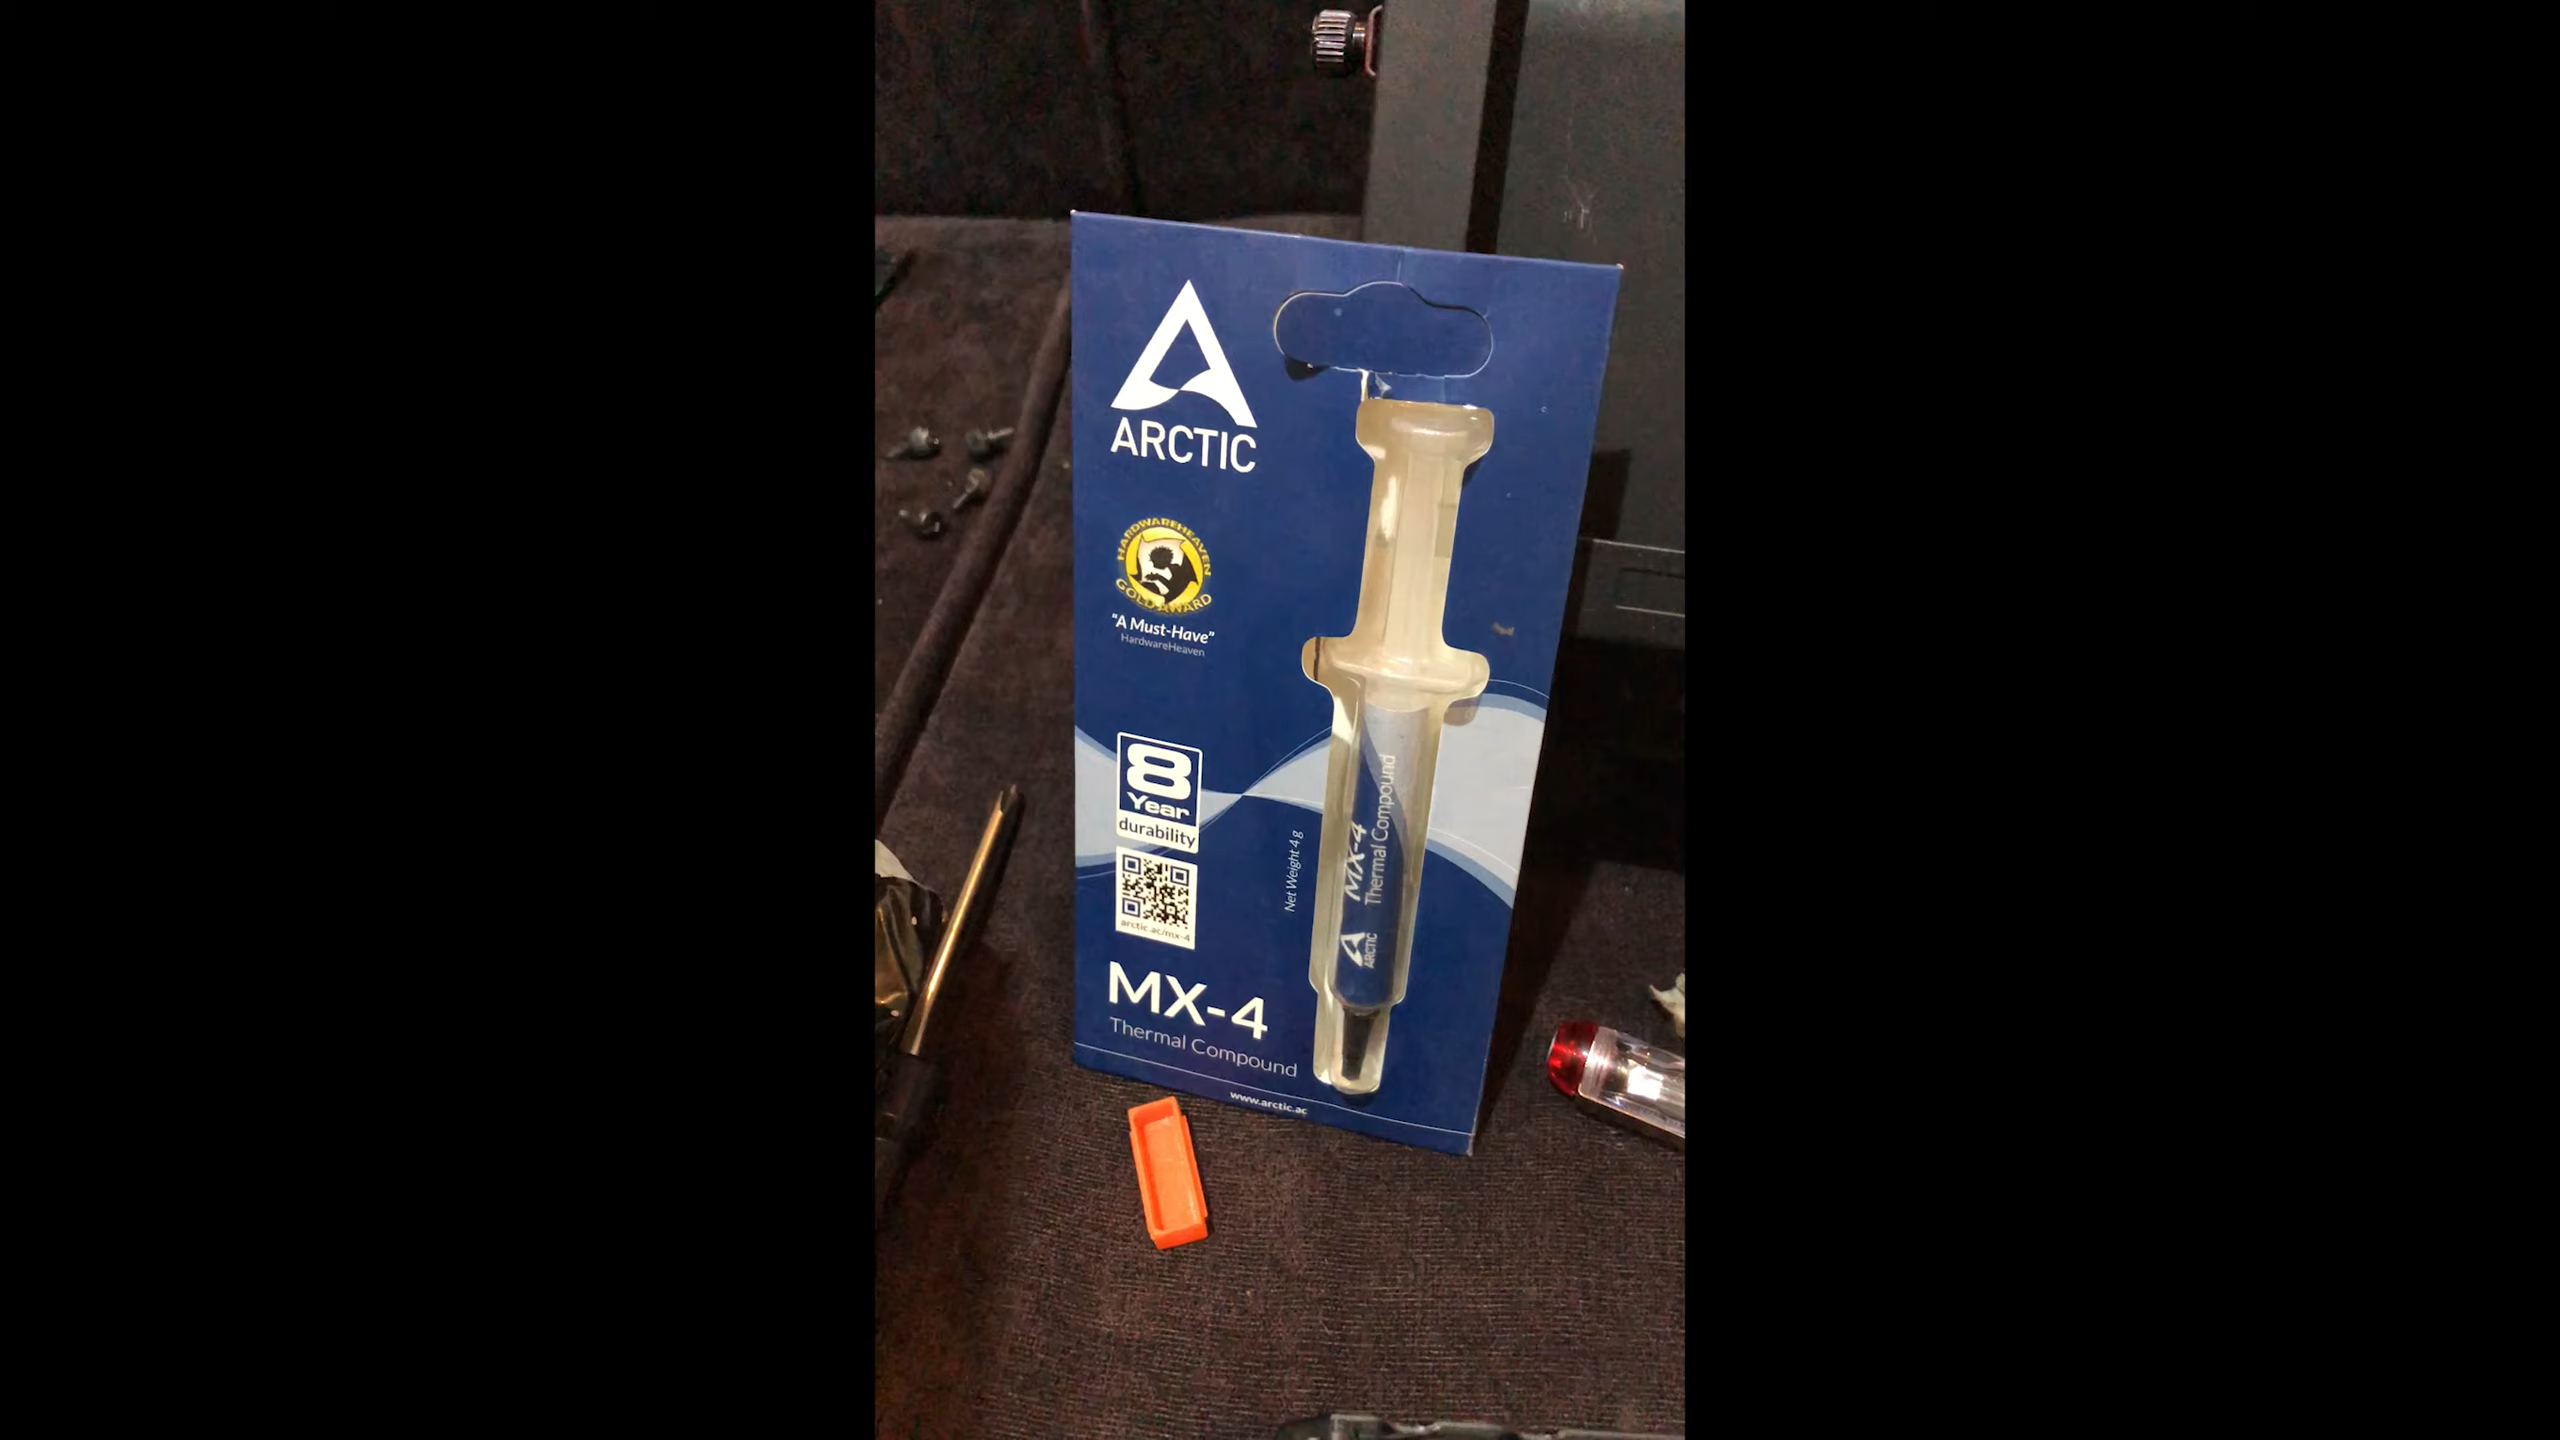 ARCTIC
HARDWAREHEAVEN
GOLD AWARD
"A Must-Have"
HardwareHeaven
8
Year
durability
arctic.ac/mx-4
MX-4
Thermal Compound
www.arctic.ac
Net Weight 4 g
ARCTIC
MX-4
Thermal Compound